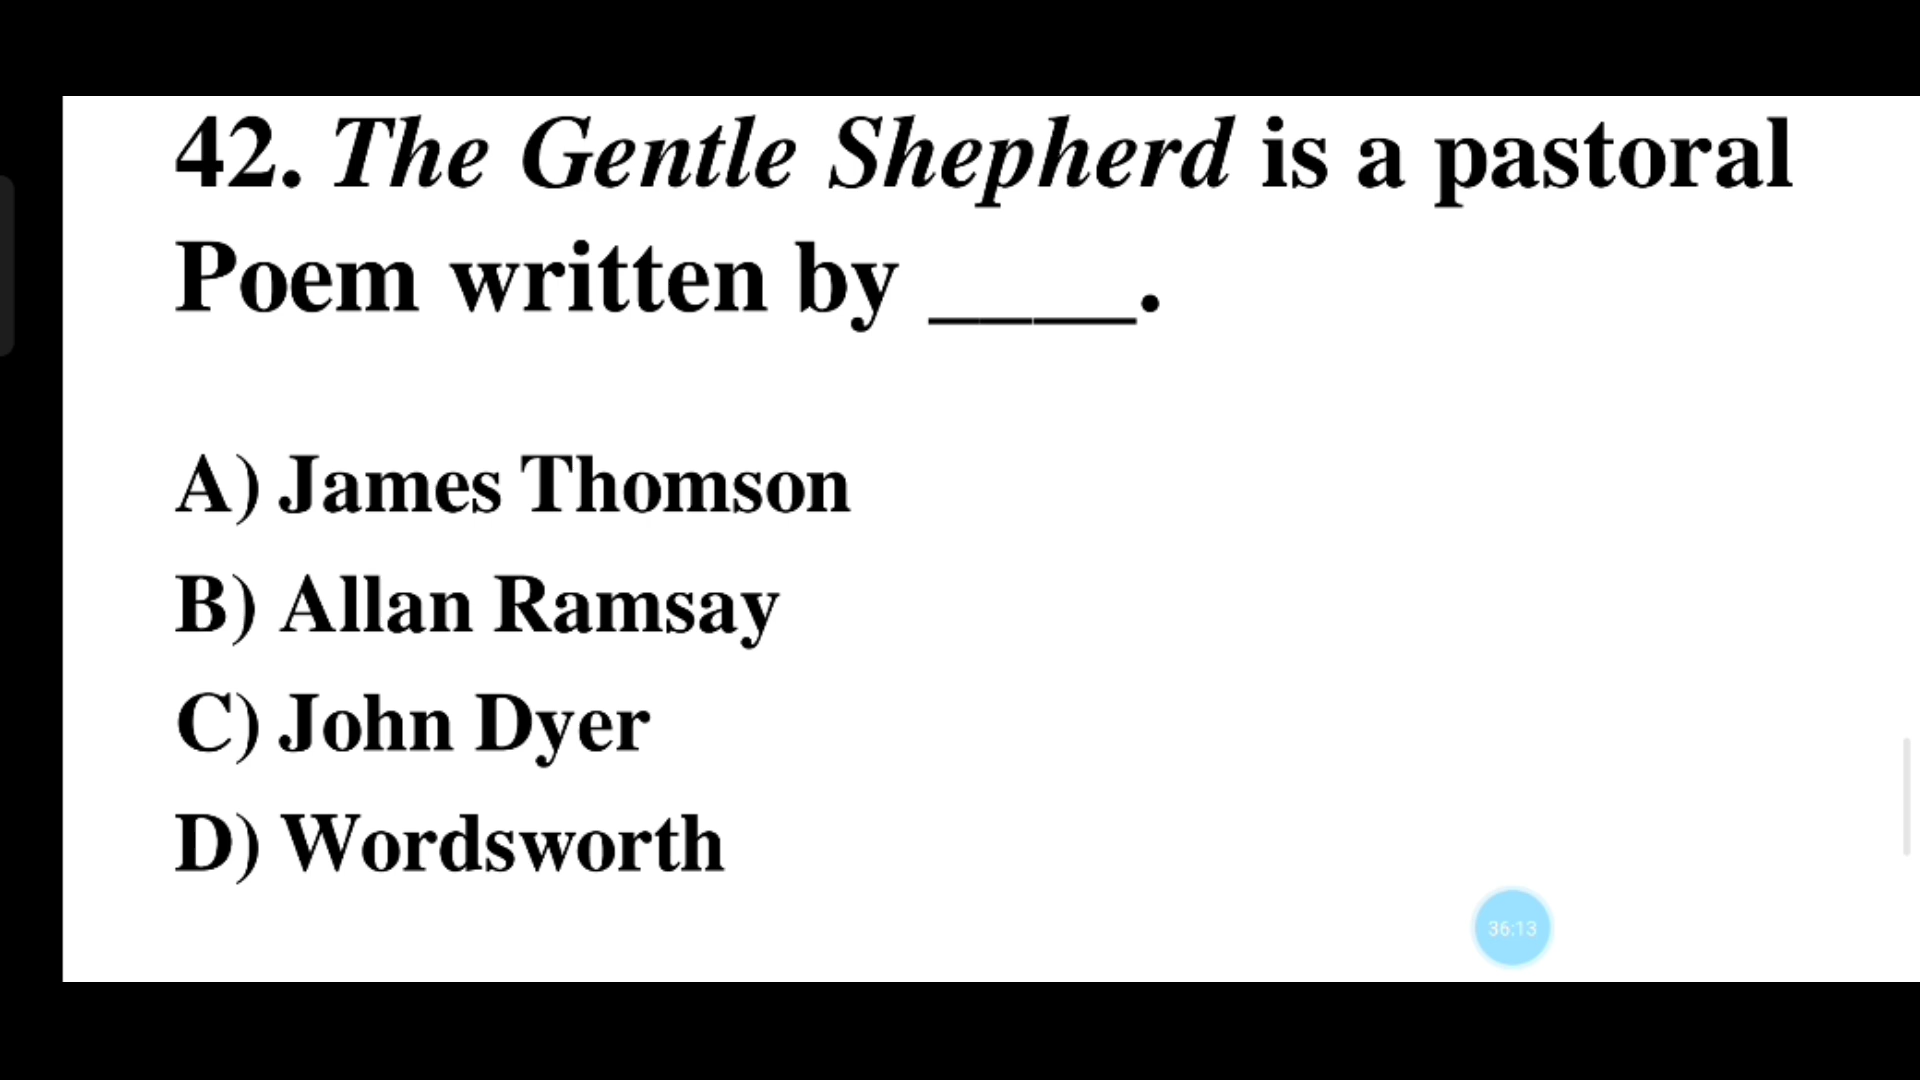 42. The Gentle Shepherd is a pastoral
Poem written by ____.
A) James Thomson
B) Allan Ramsay
C) John Dyer
D) Wordsworth
36:13